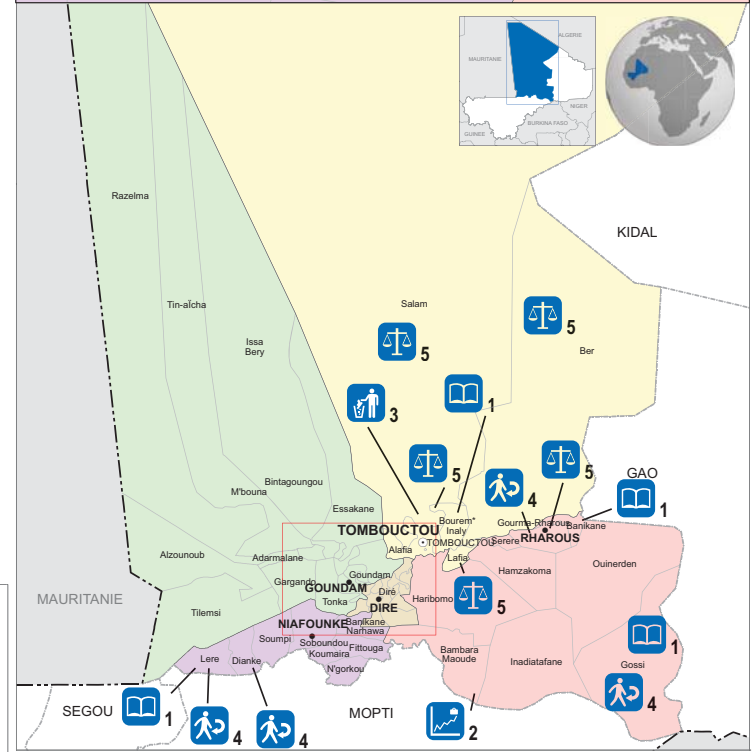 MAURITANIE
ALGERIE
NIGER
BURKINA FASO
GUINEE
KIDAL
Razelma
Tin-aÏcha
Issa
Bery
Salam
5
5
Ber
3
1
5
4
5
GAO
1
Bintagoungou
M'bouna
Essakane
TOMBOUCTOU
Bourem*
Inaly
Gourma-Rharous
Banikane
RHAROUS
Alafia
TOMBOUCTOU
Serere
Lafia
Alzounoub
Adarmalane
Gargando
Goundam
GOUNDAM
Tonka
Diré
DIRE
Haribomo
5
Hamzakoma
Ouinerden
MAURITANIE
Tilemsi
NIAFOUNKE
Banikane
Narhawa
Soumpi
Soboundou
Koumaira
Fittouga
N'gorkou
Lere
Dianke
Bambara
Maoude
Inadiatafane
Gossi
1
4
SEGOU
1
4
4
MOPTI
2